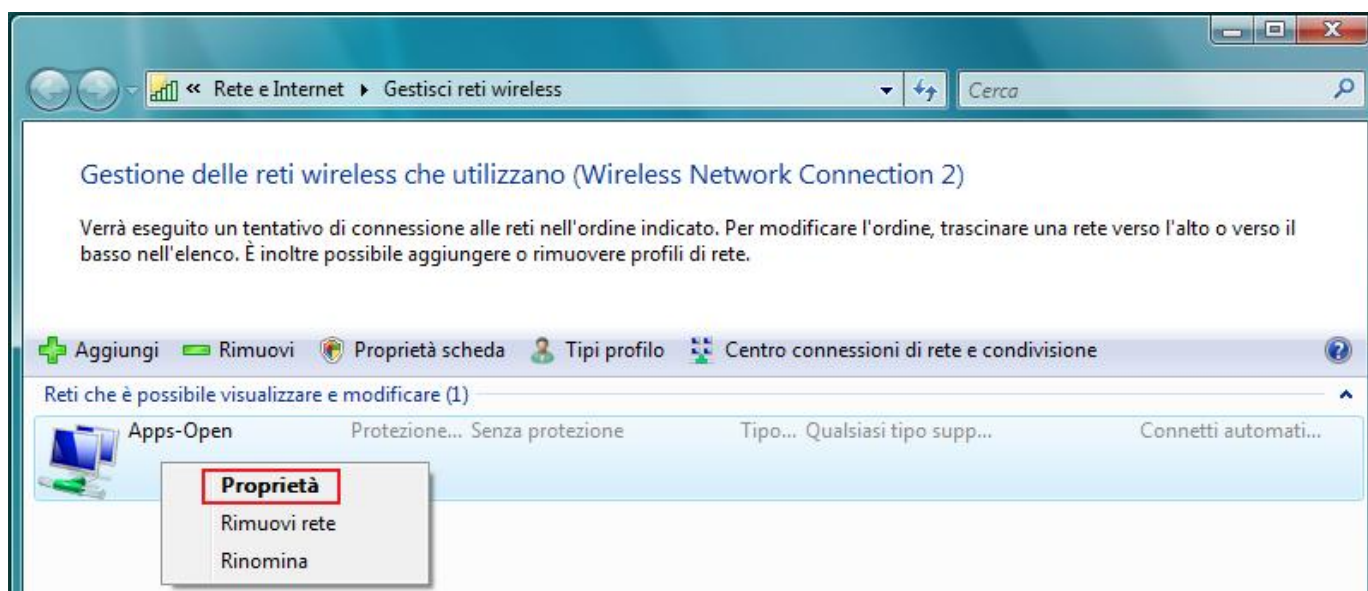 « Rete e Internet ▸ Gestisci reti wireless
Cerca
Gestione delle reti wireless che utilizzano (Wireless Network Connection 2)
Verrà eseguito un tentativo di connessione alle reti nell'ordine indicato. Per modificare l'ordine, trascinare una rete verso l'alto o verso il
basso nell'elenco. È inoltre possibile aggiungere o rimuovere profili di rete.
Aggiungi Rimuovi Proprietà scheda Tipi profilo Centro connessioni di rete e condivisione
Reti che è possibile visualizzare e modificare (1)
Apps-Open Protezione... Senza protezione Tipo... Qualsiasi tipo supp... Connetti automati...
Proprietà
Rimuovi rete
Rinomina